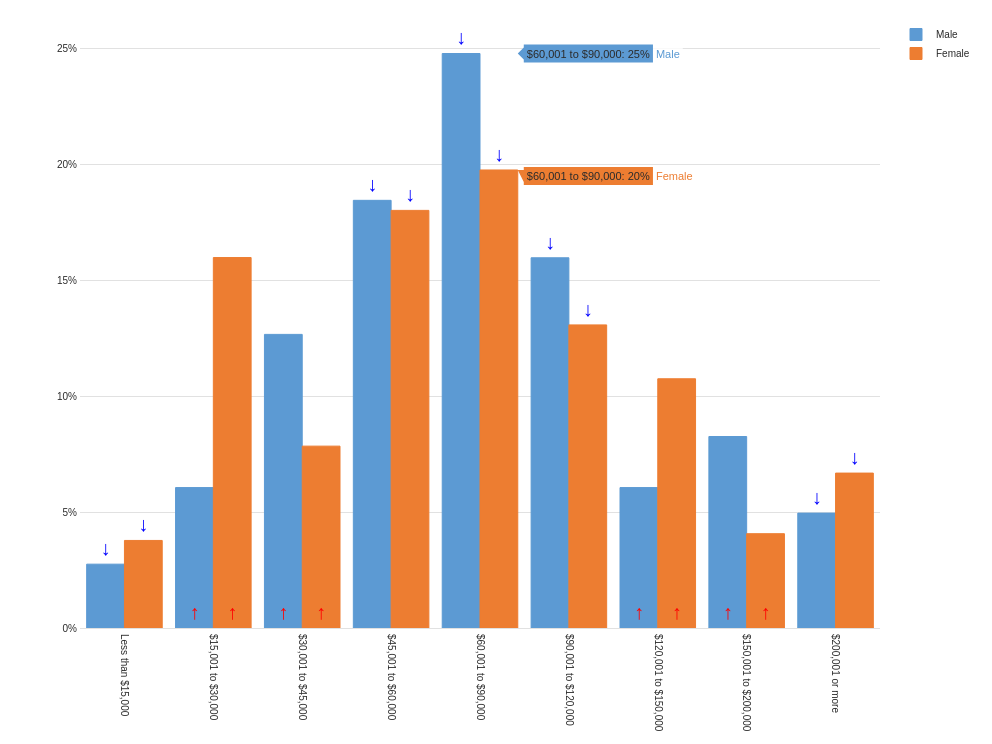 25%
20%
15%
10%
5%
0%
↓ ↓ ↑ ↑ ↑ ↑ ↓ ↓ ↓ ↓ ↓ ↓ ↑ ↑ ↑ ↑ ↓ ↓
$60,001 to $90,000: 25% Male
$60,001 to $90,000: 20% Female
Less than $15,000
$15,001 to $30,000
$30,001 to $45,000
$45,001 to $60,000
$60,001 to $90,000
$90,001 to $120,000
$120,001 to $150,000
$150,001 to $200,000
$200,001 or more
Male
Female